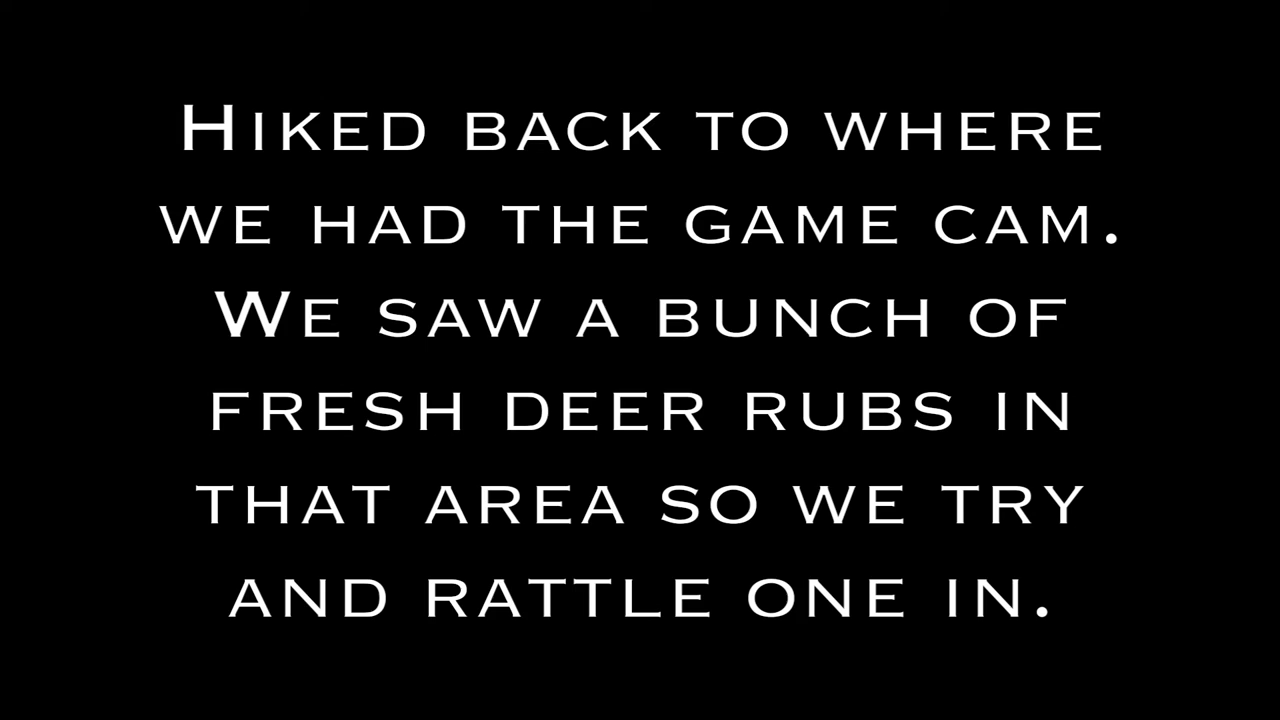 Hiked back to where
we had the game cam.
We saw a bunch of
fresh deer rubs in
that area so we try
and rattle one in.